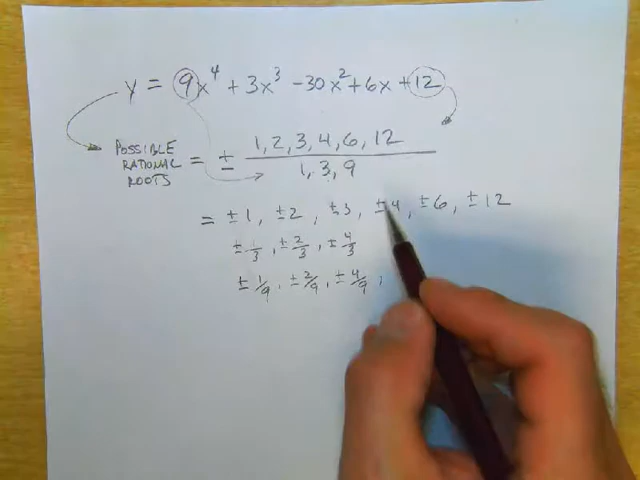 y = 9x⁴ + 3x³ -30x² + 6x + 12
POSSIBLE RATIONAL ROOTS = ± 1, 2, 3, 4, 6, 12 / 1, 3, 9
= ±1, ±2, ±3, ±4, ±6, ±12
±1/3, ±2/3, ±4/3
±1/9, ±2/9, ±4/9,